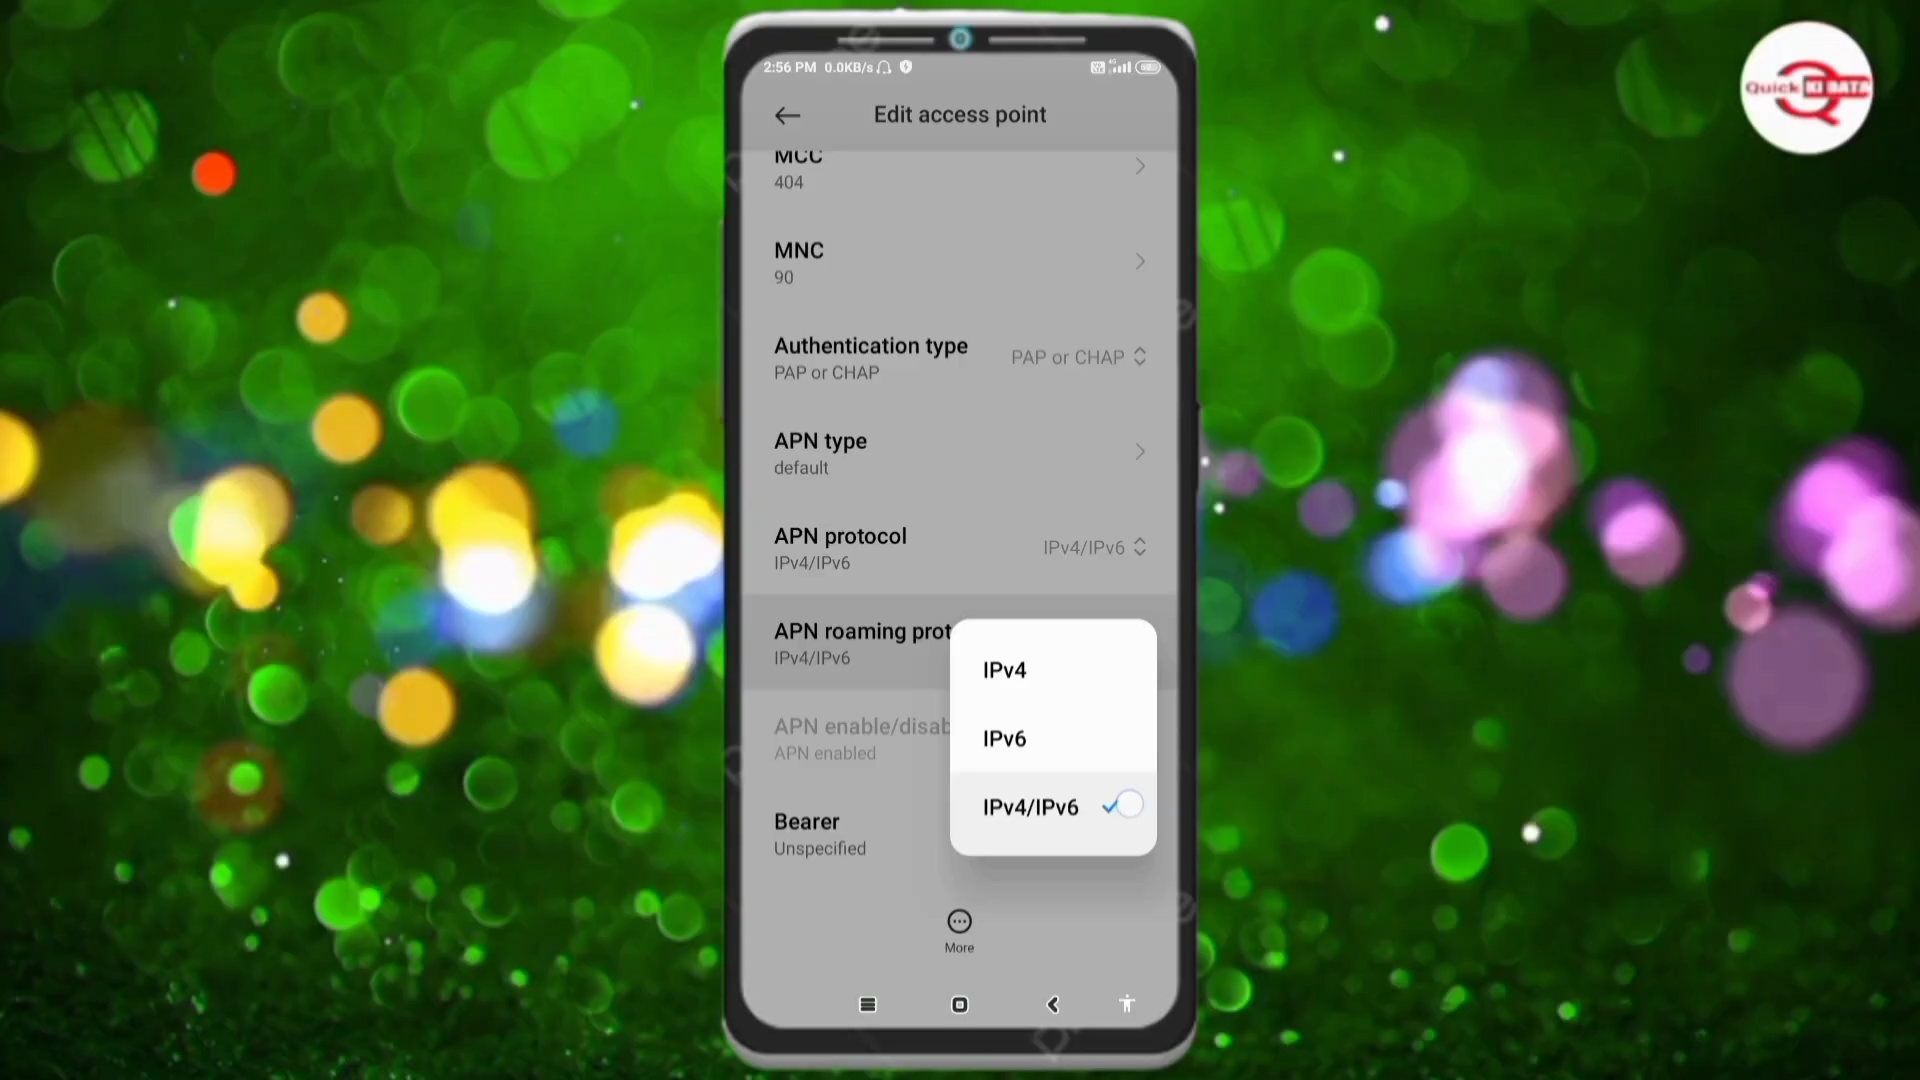 2:56 PM 0.0KB/s
4G
Quick KI DATA
Edit access point
MCC
404
MNC
90
Authentication type
PAP or CHAP
PAP or CHAP
APN type
default
APN protocol
IPv4/IPv6
IPv4/IPv6
APN roaming prot
IPv4/IPv6
IPv4
IPv6
IPv4/IPv6
APN enable/disab
APN enabled
Bearer
Unspecified
More